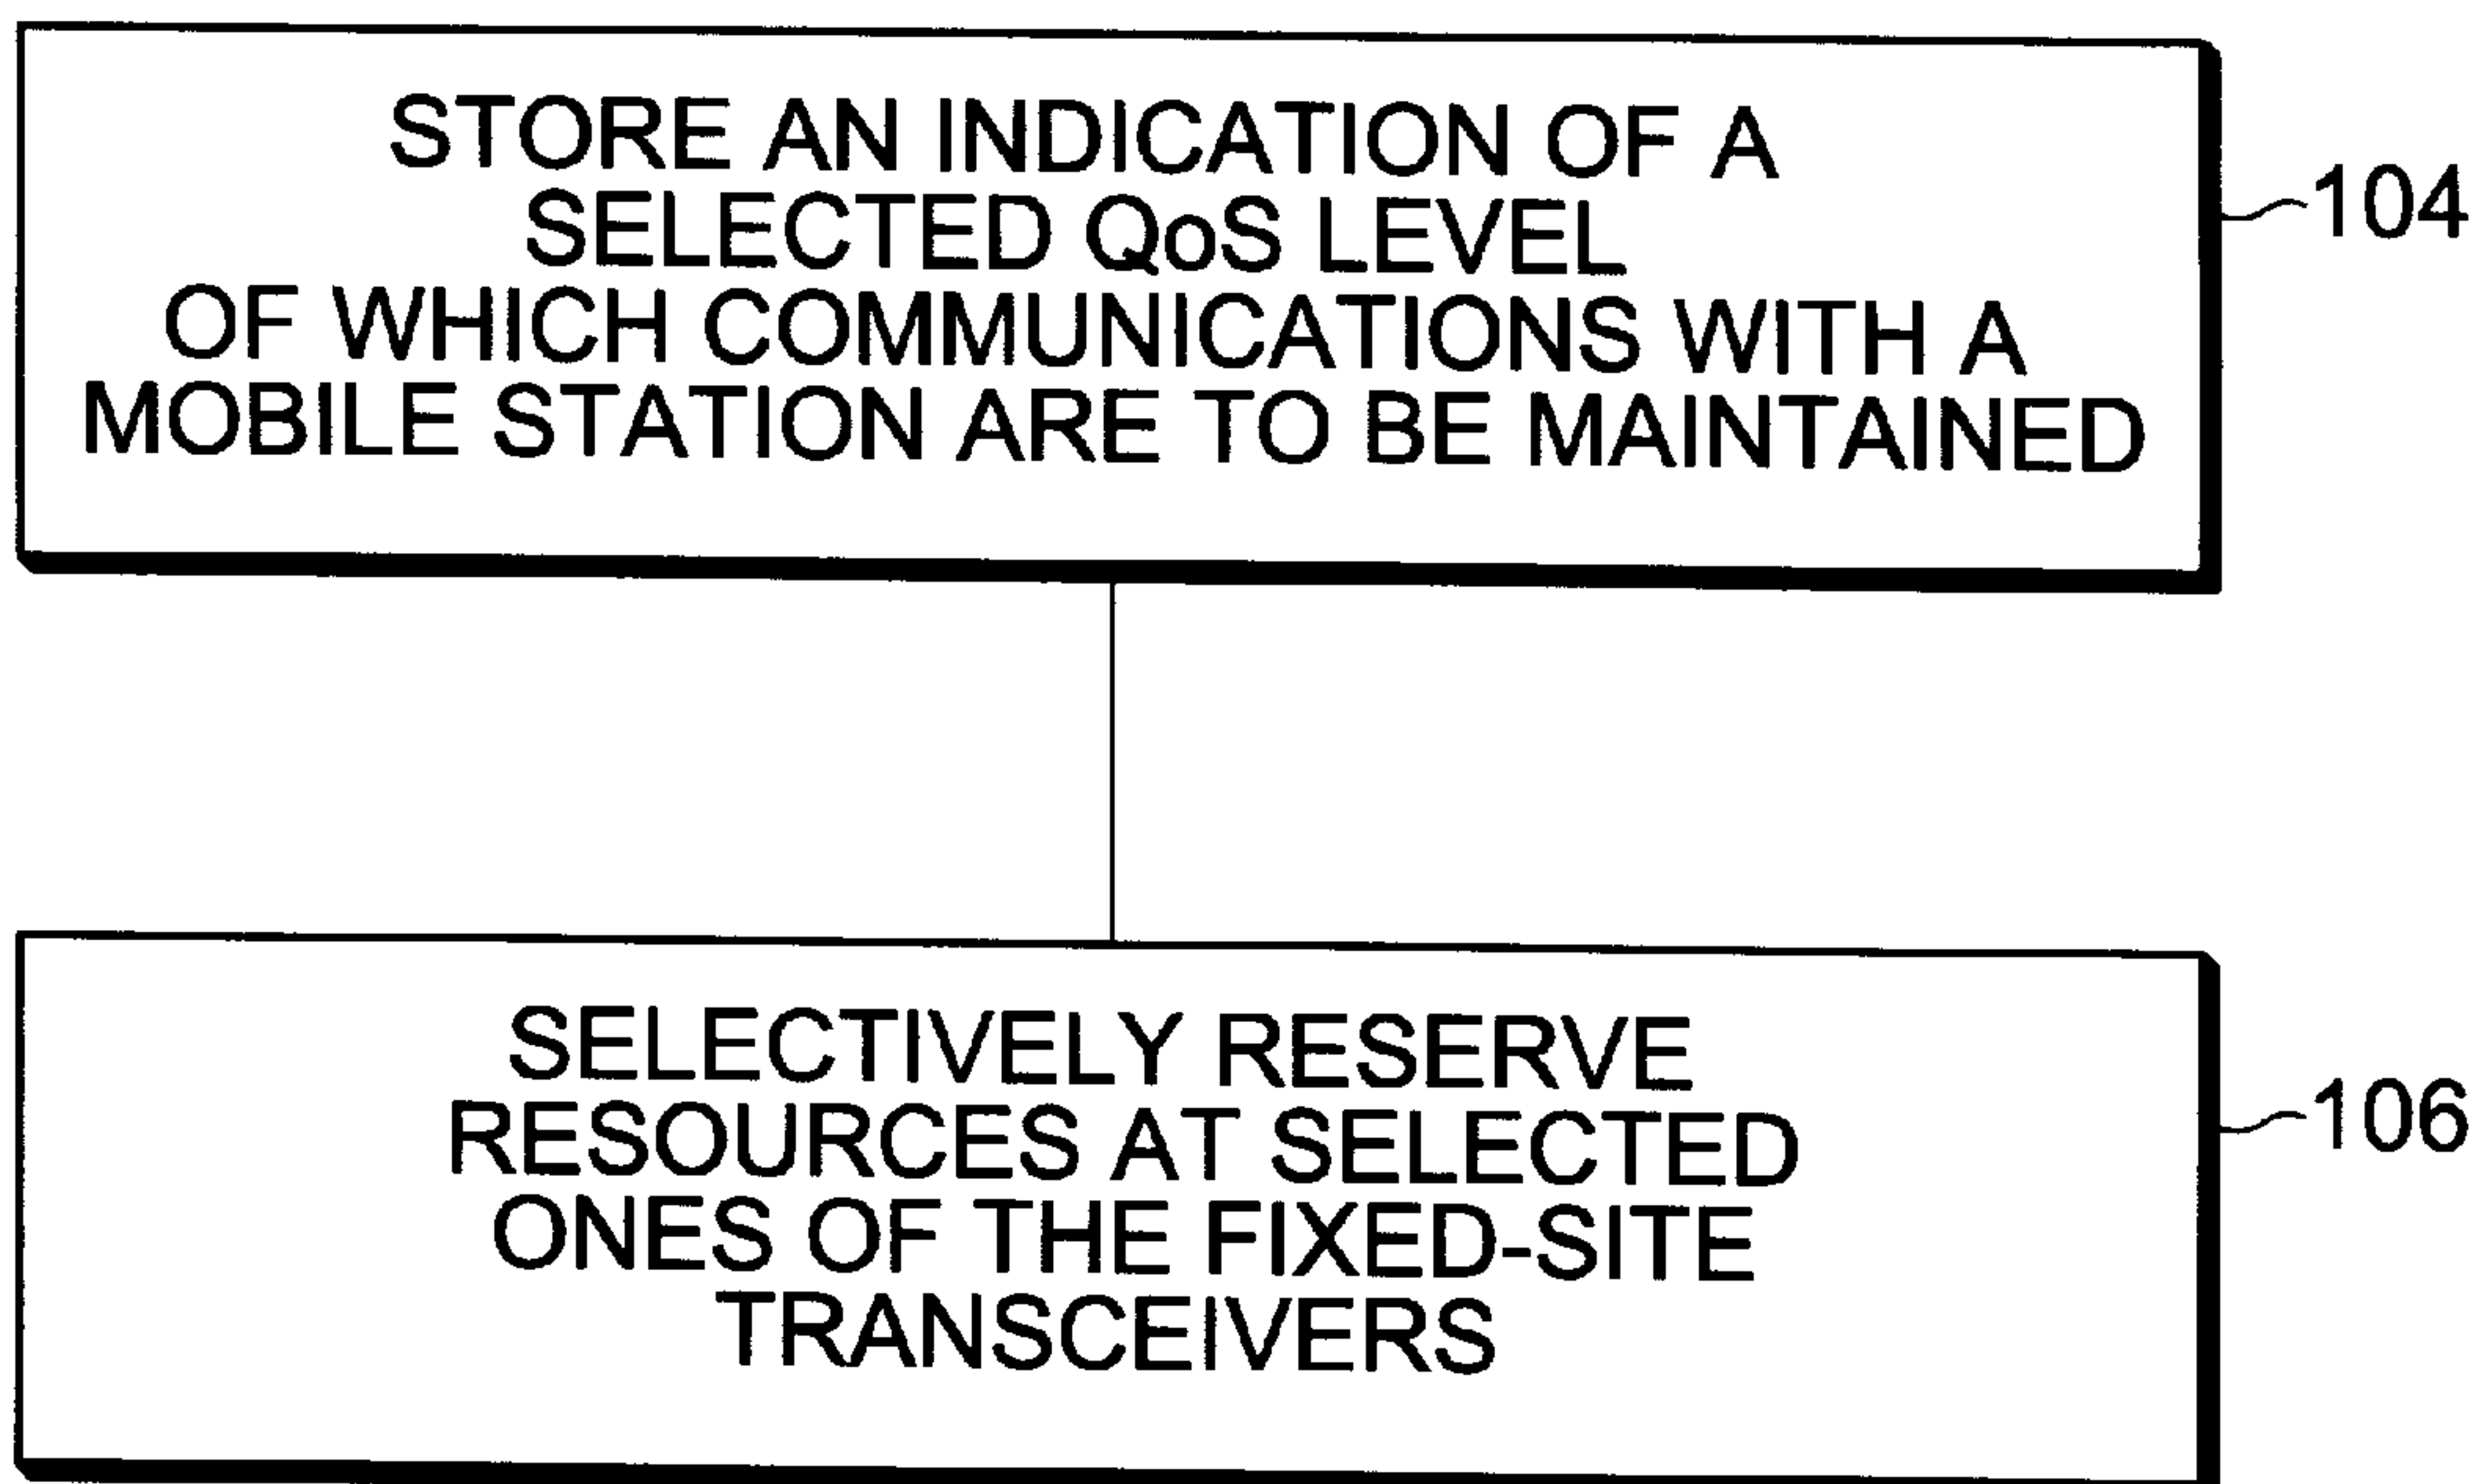 STORE AN INDICATION OF A
SELECTED QoS LEVEL
OF WHICH COMMUNICATIONS WITH A
MOBILE STATION ARE TO BE MAINTAINED
104
SELECTIVELY RESERVE
RESOURCES AT SELECTED
ONES OF THE FIXED-SITE
TRANSCEIVERS
106